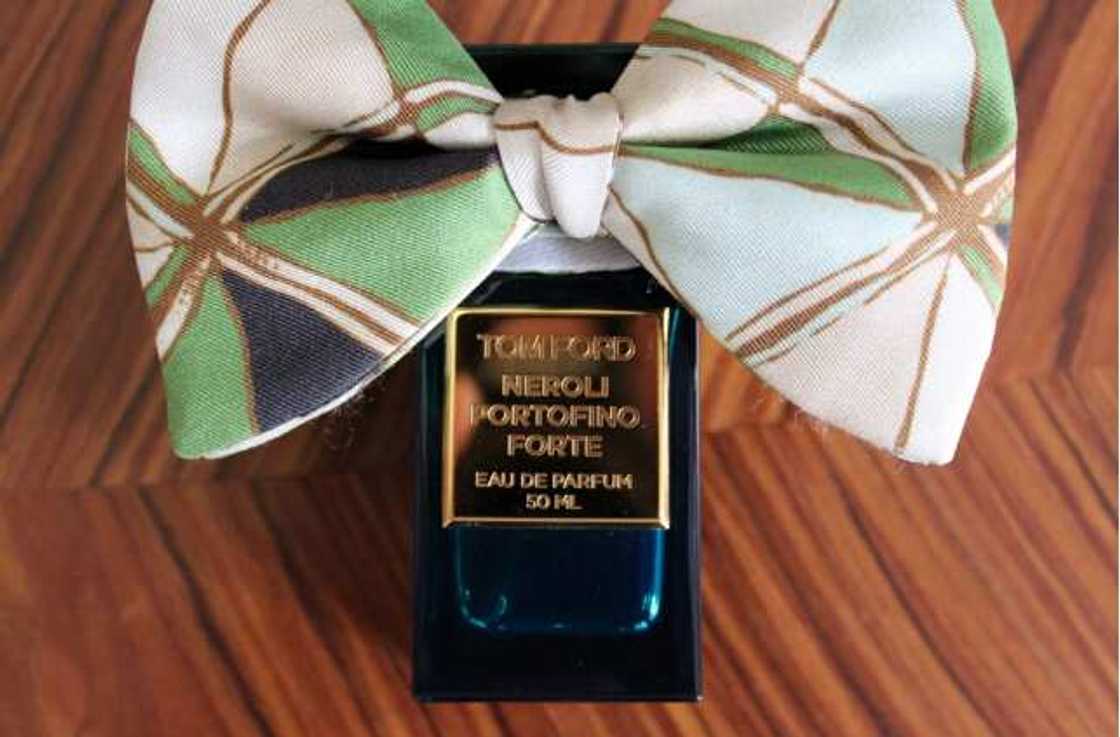 TOM FORD
NEROLI
PORTOFINO
FORTE
EAU DE PARFUM
50 ML